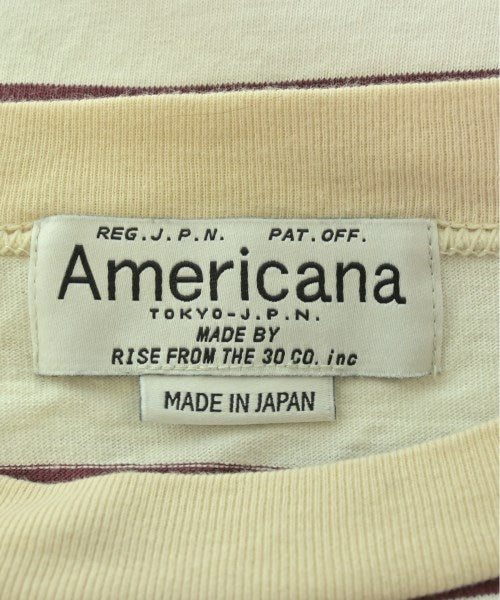 REG.J.P.N. PAT.OFF.
Americana
TOKYO-J.P.N.
MADE BY
RISE FROM THE 30 CO. inc
MADE IN JAPAN